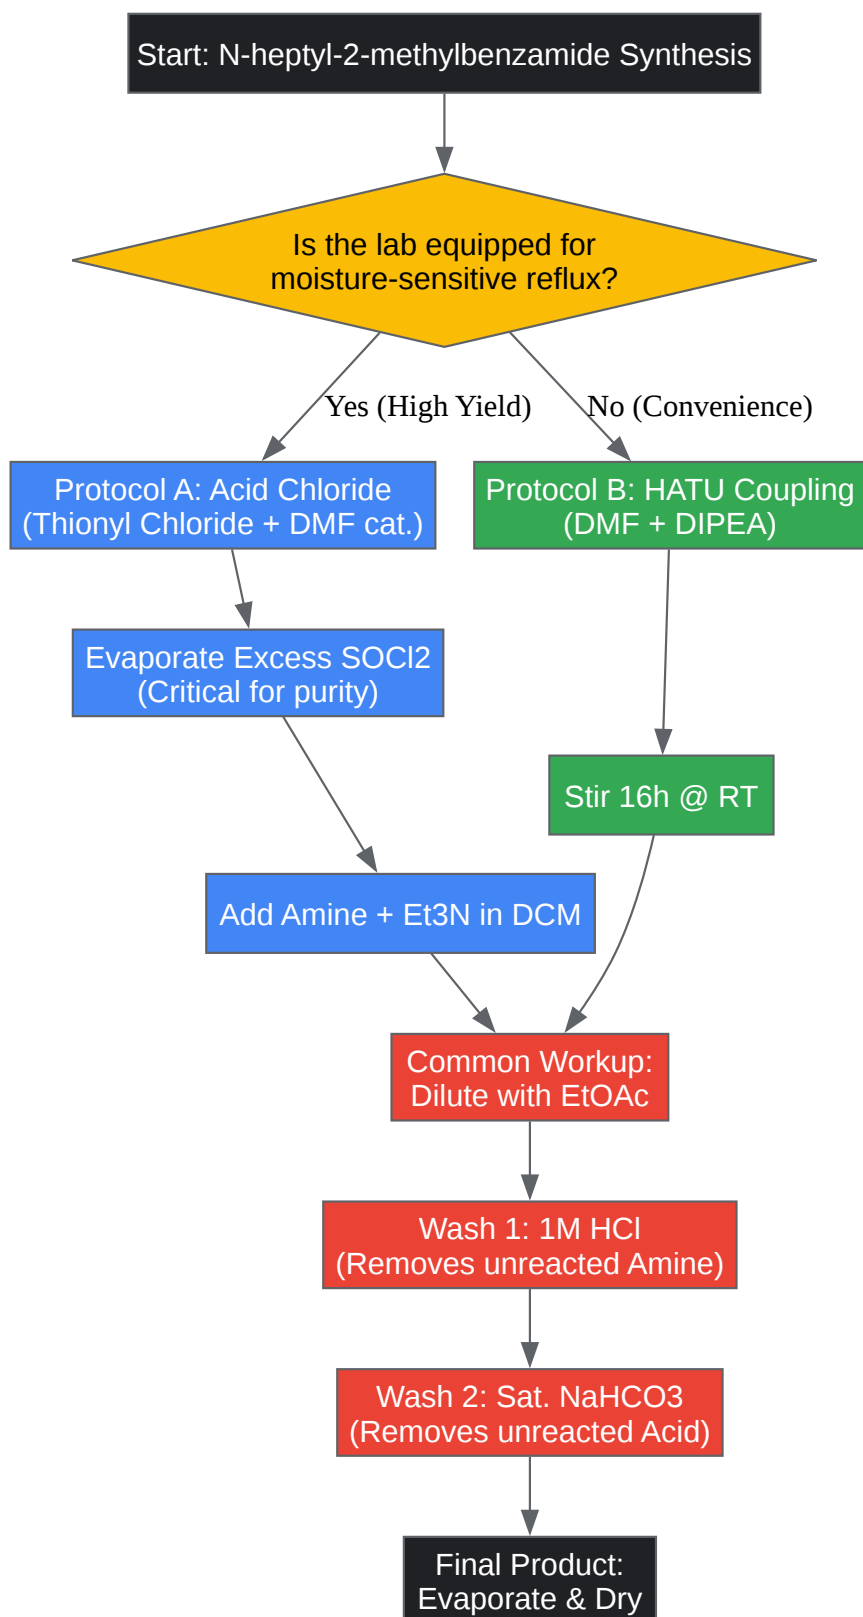 Start: N-heptyl-2-methylbenzamide Synthesis
Is the lab equipped for
moisture-sensitive reflux?
Yes (High Yield)
No (Convenience)
Protocol A: Acid Chloride
(Thionyl Chloride + DMF cat.)
Protocol B: HATU Coupling
(DMF + DIPEA)
Evaporate Excess SOCl2
(Critical for purity)
Stir 16h @ RT
Add Amine + Et3N in DCM
Common Workup:
Dilute with EtOAc
Wash 1: 1M HCl
(Removes unreacted Amine)
Wash 2: Sat. NaHCO3
(Removes unreacted Acid)
Final Product:
Evaporate & Dry